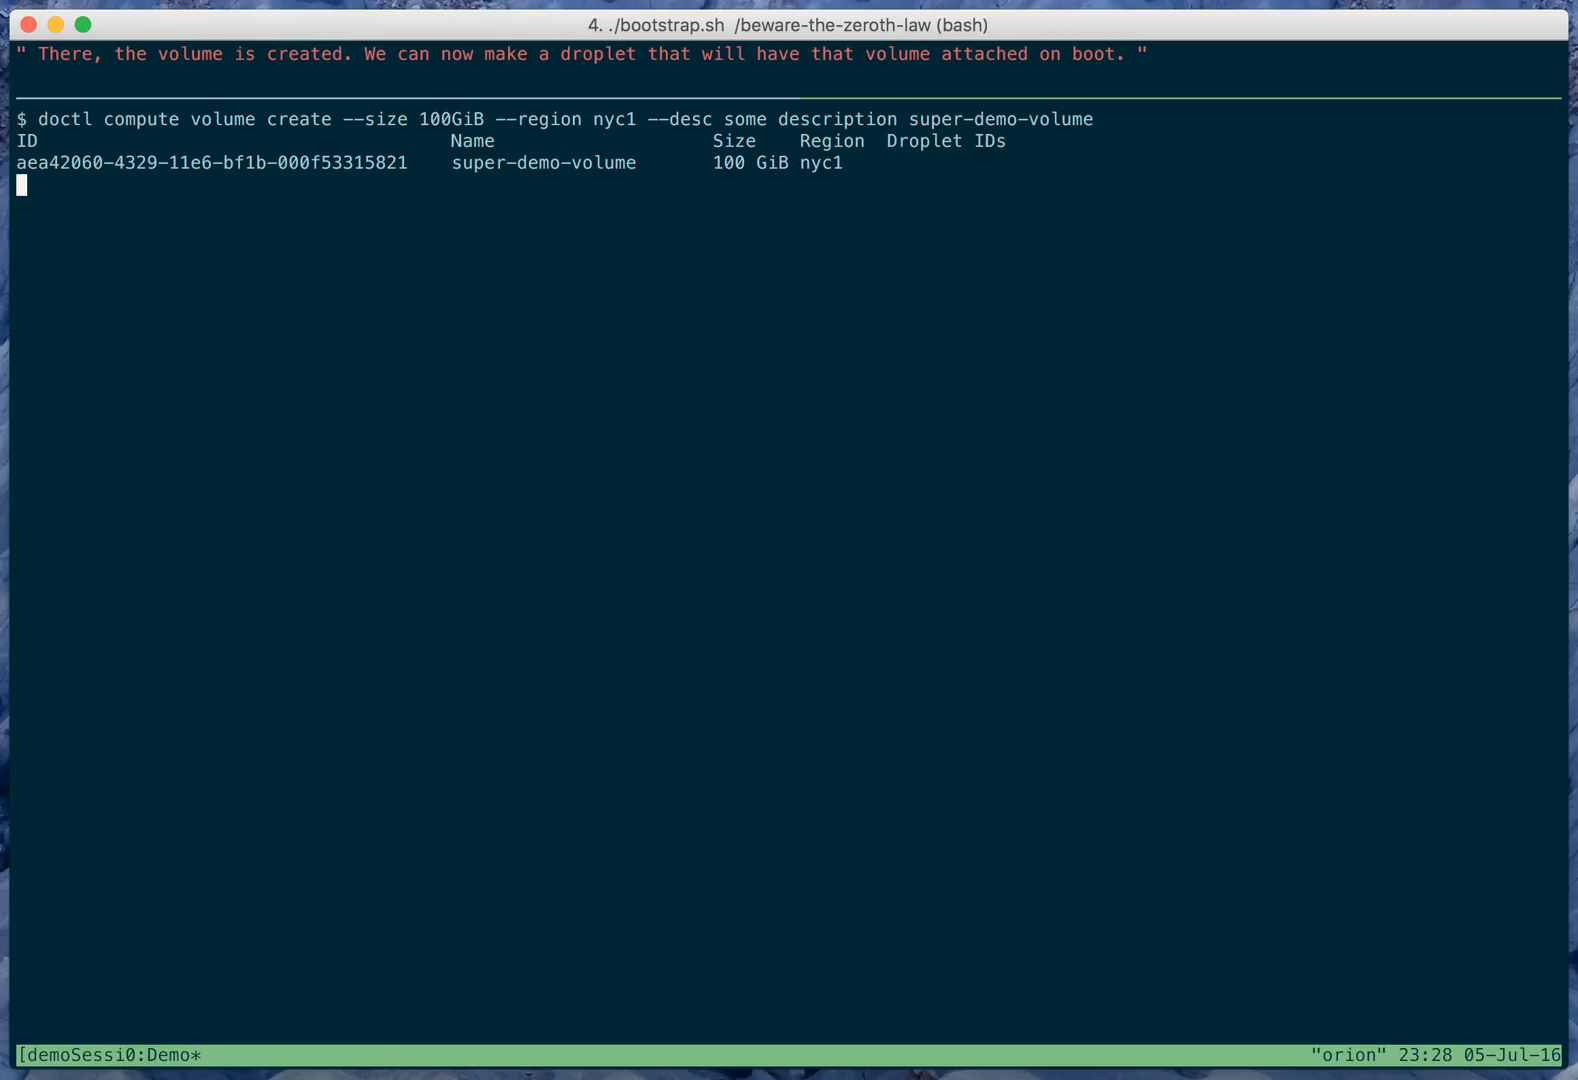 4. ./bootstrap.sh /beware-the-zeroth-law (bash)
" There, the volume is created. We can now make a droplet that will have that volume attached on boot. "
$ doctl compute volume create --size 100GiB --region nyc1 --desc some description super-demo-volume
ID Name Size Region Droplet IDs
aea42060-4329-11e6-bf1b-000f53315821 super-demo-volume 100 GiB nyc1
[demoSessi0:Demo* "orion" 23:28 05-Jul-16